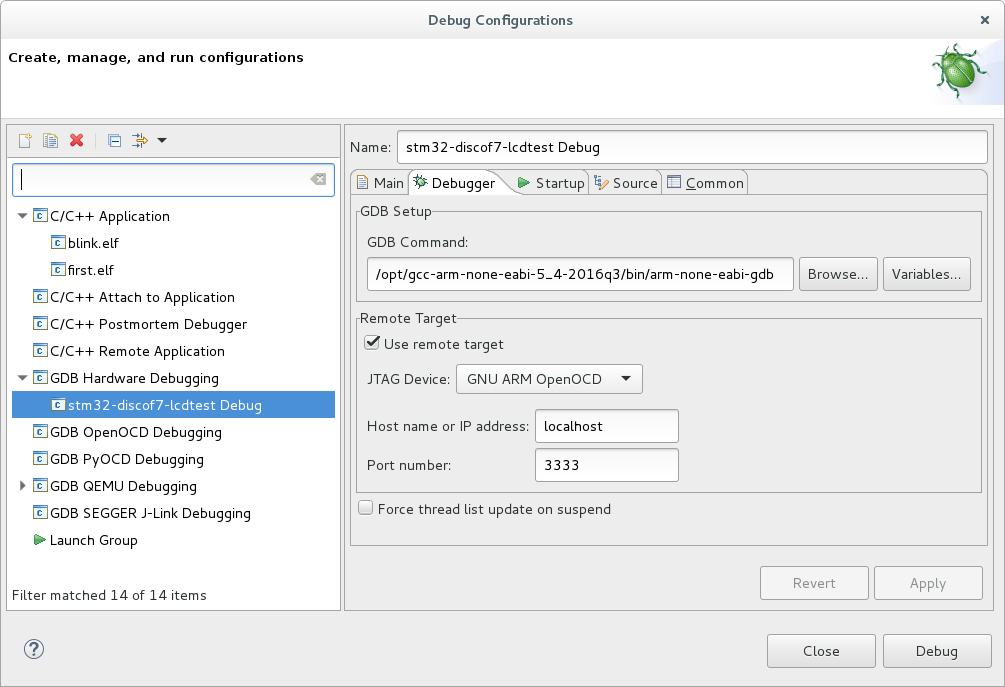 Debug Configurations
Create, manage, and run configurations
C/C++ Application
blink.elf
first.elf
C/C++ Attach to Application
C/C++ Postmortem Debugger
C/C++ Remote Application
GDB Hardware Debugging
stm32-discof7-lcdtest Debug
GDB OpenOCD Debugging
GDB PyOCD Debugging
GDB QEMU Debugging
GDB SEGGER J-Link Debugging
Launch Group
Filter matched 14 of 14 items
Name: stm32-discof7-lcdtest Debug
Main Debugger Startup Source Common
GDB Setup
GDB Command:
/opt/gcc-arm-none-eabi-5_4-2016q3/bin/arm-none-eabi-gdb Browse... Variables...
Remote Target
Use remote target
JTAG Device: GNU ARM OpenOCD
Host name or IP address: localhost
Port number: 3333
Force thread list update on suspend
Revert Apply
? Close Debug